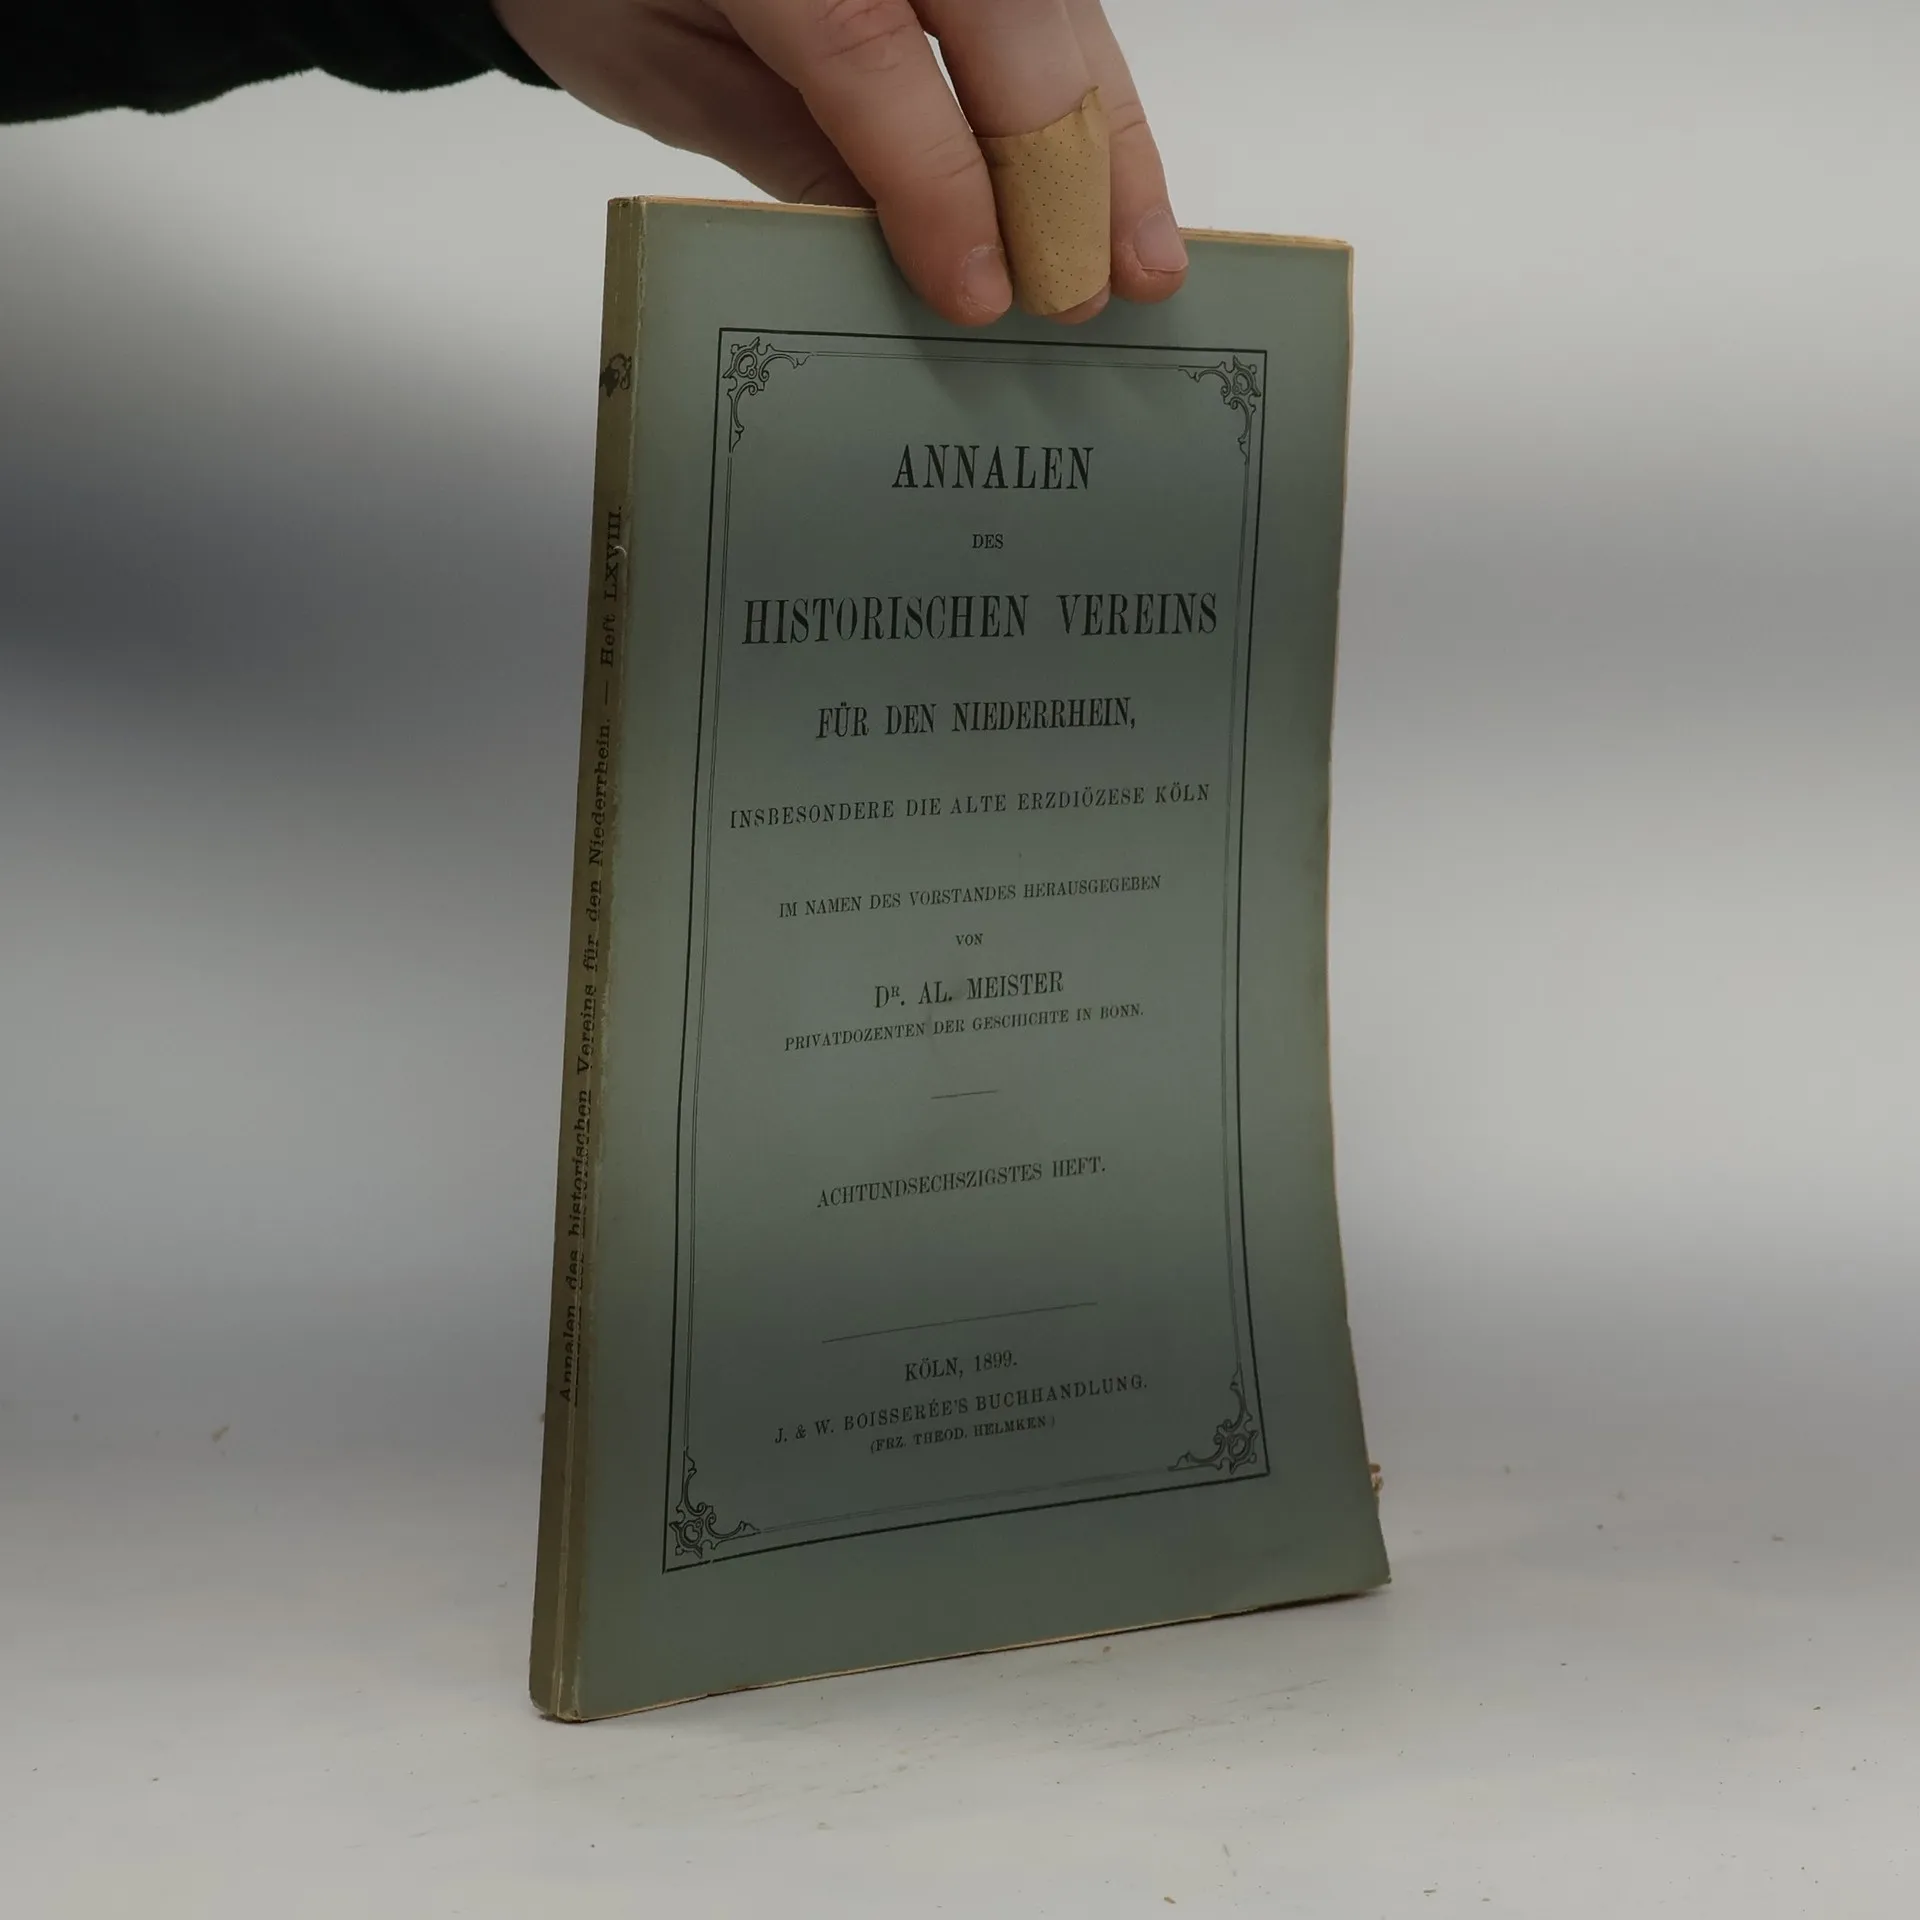 Annalen des historischen Vereins für den Niederrhein. — Heft LXVIII.
ANNALEN
DES
HISTORISCHEN VEREINS
FÜR DEN NIEDERRHEIN,
INSBESONDERE DIE ALTE ERZDIÖZESE KÖLN
IM NAMEN DES VORSTANDES HERAUSGEGEBEN
VON
DR. AL. MEISTER
PRIVATDOZENTEN DER GESCHICHTE IN BONN.
ACHTUNDSECHSZIGSTES HEFT.
KÖLN, 1899.
J. & W. BOISSERÉE'S BUCHHANDLUNG.
(FRZ. THEOD. HELMKEN)